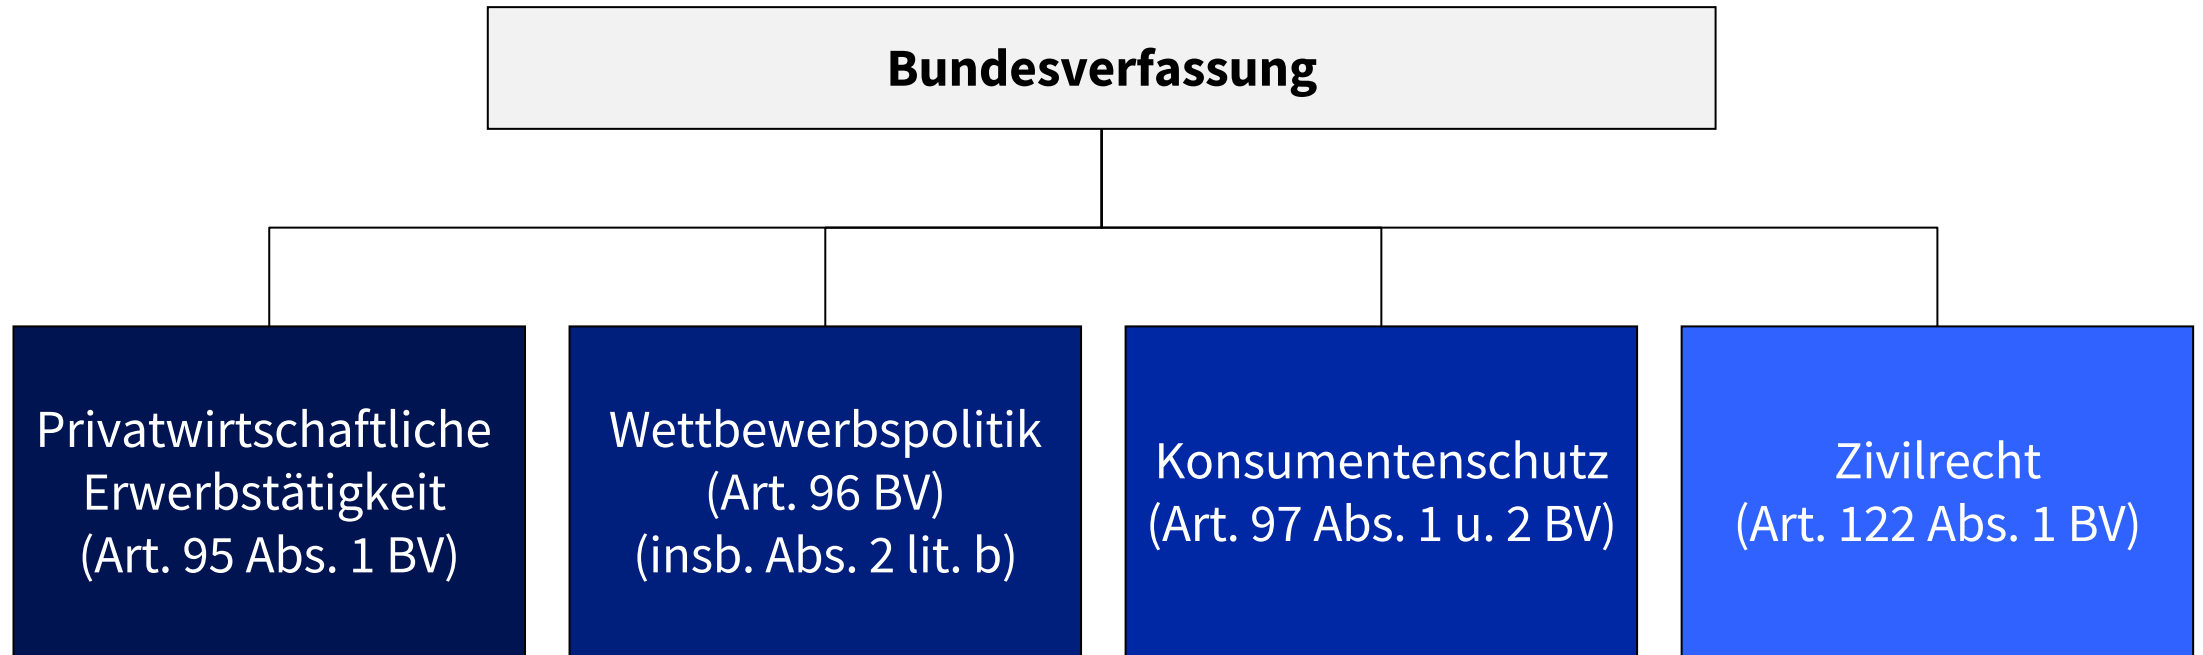 Bundesverfassung
Privatwirtschaftliche
Erwerbstätigkeit
(Art. 95 Abs. 1 BV)
Wettbewerbspolitik
(Art. 96 BV)
(insb. Abs. 2 lit. b)
Konsumentenschutz
(Art. 97 Abs. 1 u. 2 BV)
Zivilrecht
(Art. 122 Abs. 1 BV)